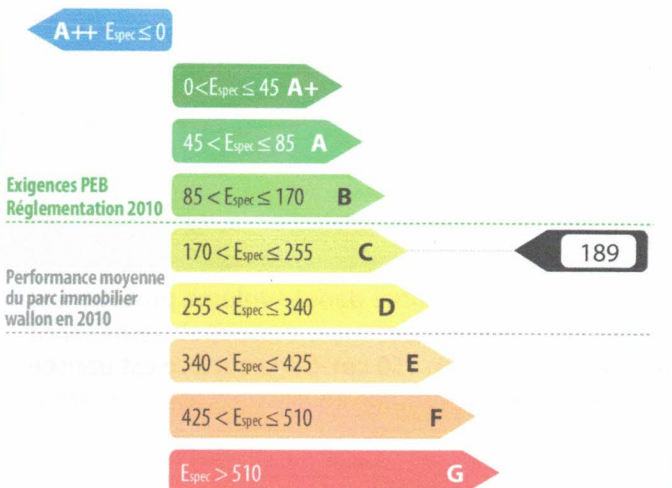 A++ Espec ≤ 0
0<Espec ≤ 45 A+
45 < Espec ≤ 85 A
Exigences PEB
Réglementation 2010
85 < Espec ≤ 170 B
170 < Espec ≤ 255 C
189
Performance moyenne
du parc immobilier
wallon en 2010
255 < Espec ≤ 340 D
340 < Espec ≤ 425 E
425 < Espec ≤ 510 F
Espec > 510 G